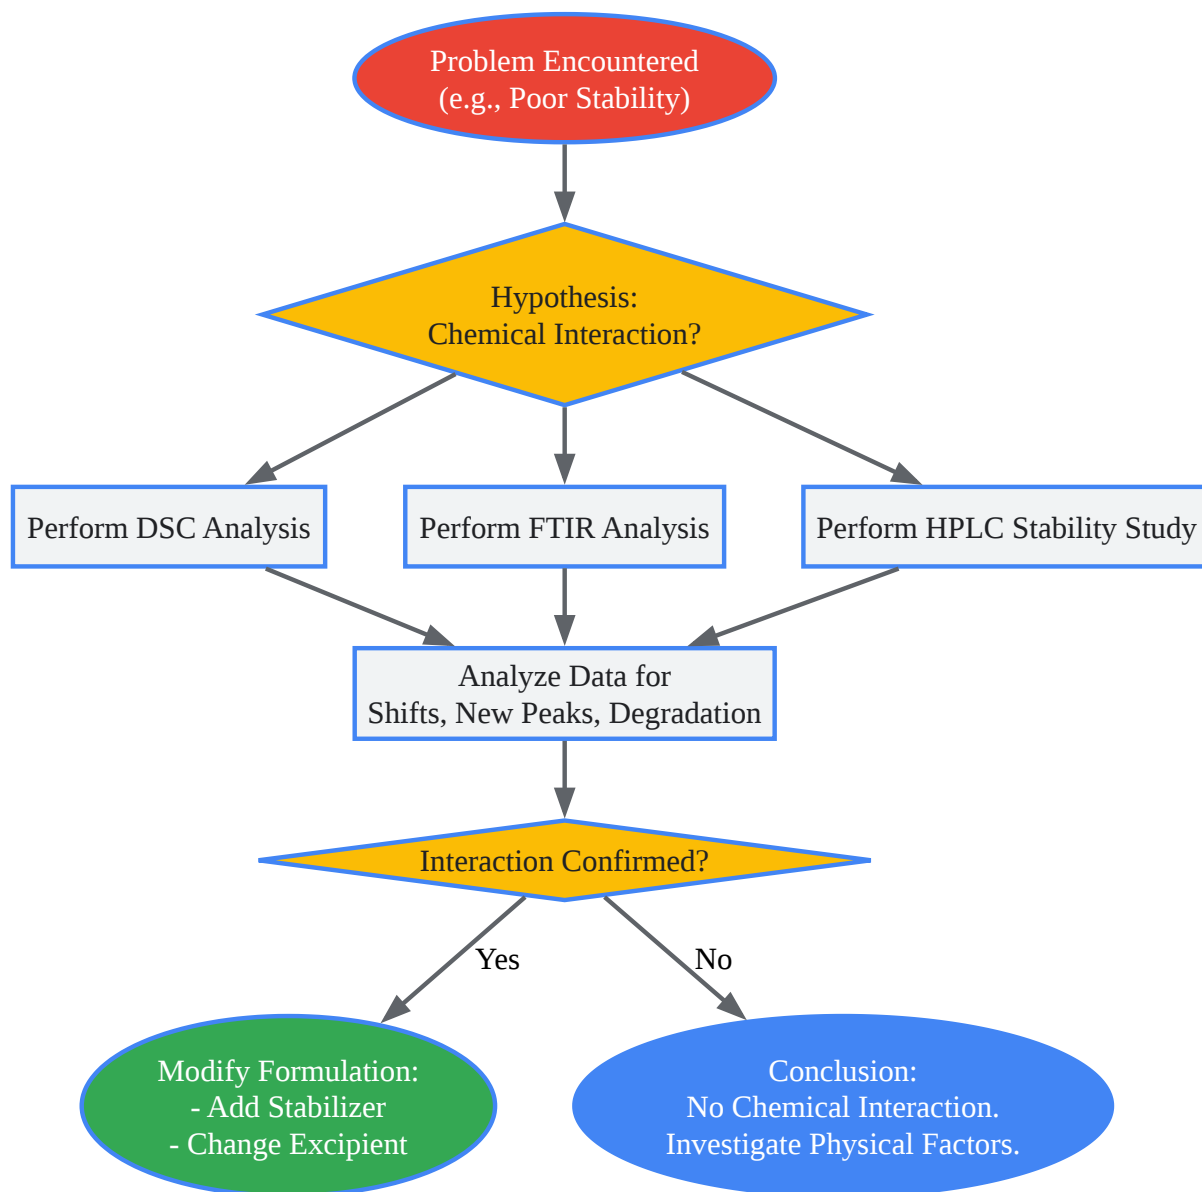 Problem Encountered
(e.g., Poor Stability)
Hypothesis:
Chemical Interaction?
Perform DSC Analysis
Perform FTIR Analysis
Perform HPLC Stability Study
Analyze Data for
Shifts, New Peaks, Degradation
Interaction Confirmed?
Yes
No
Modify Formulation:
- Add Stabilizer
- Change Excipient
Conclusion:
No Chemical Interaction.
Investigate Physical Factors.